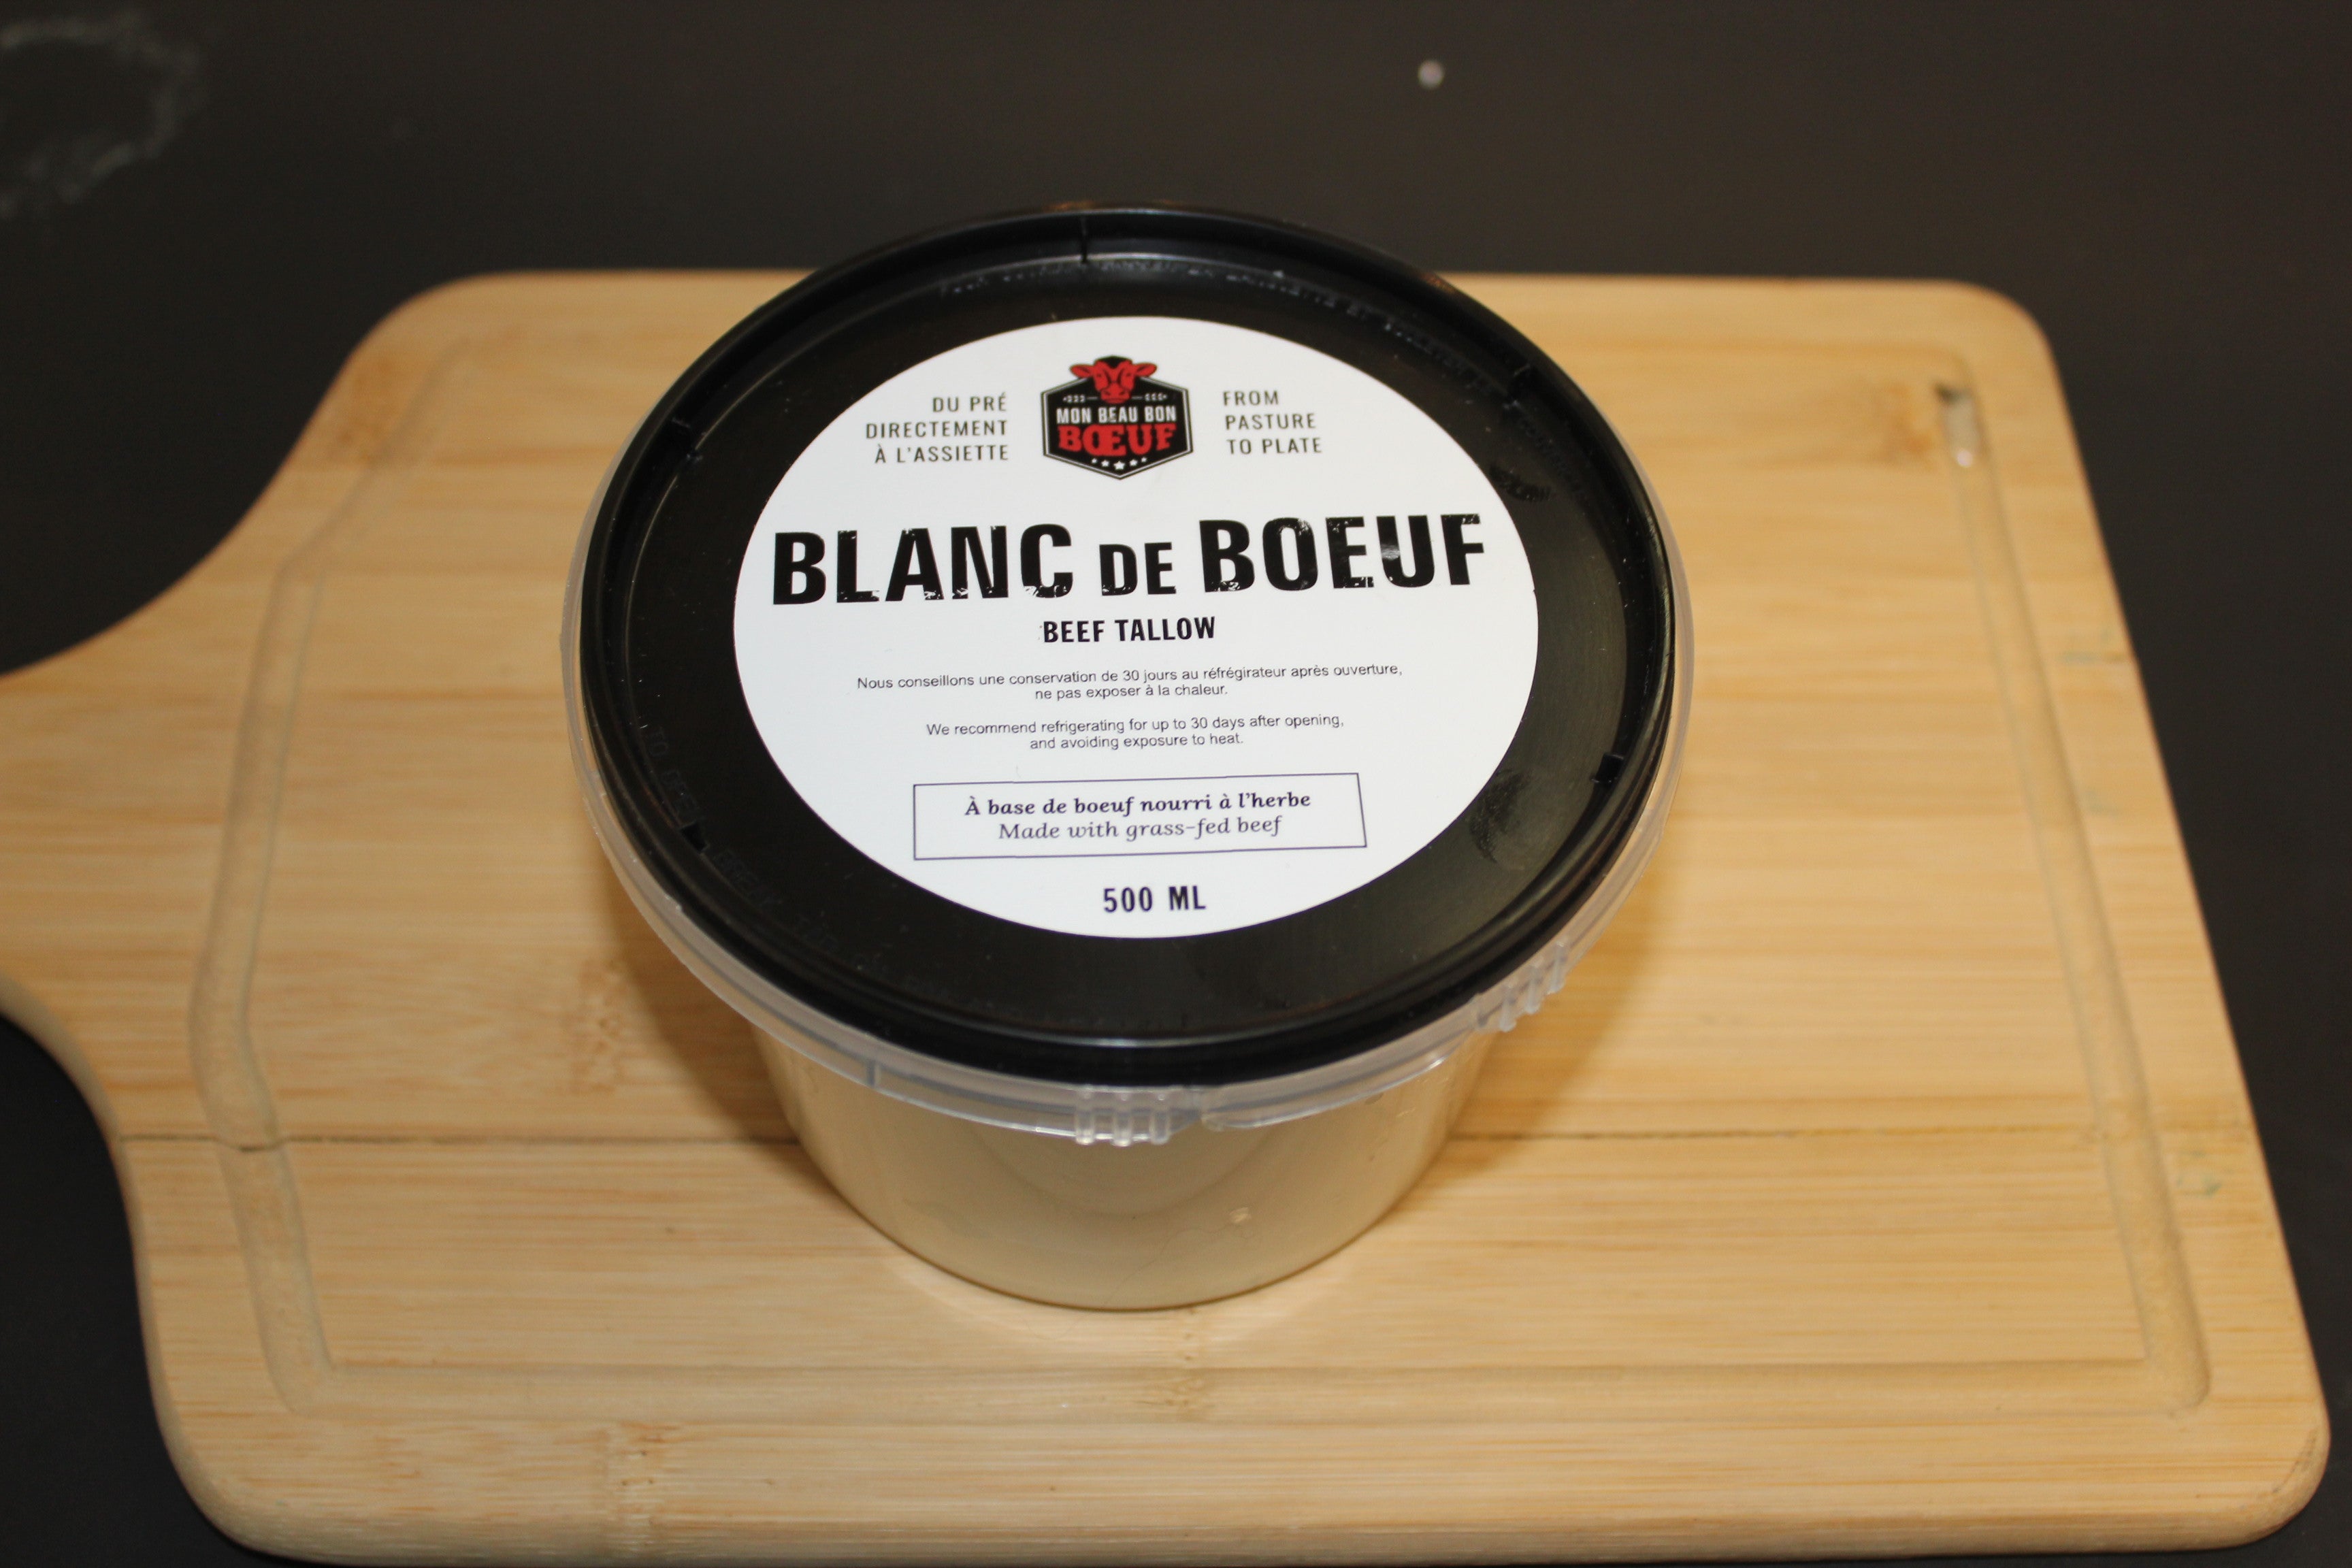 DU PRÉ
DIRECTEMENT
À L'ASSIETTE
MON BEAU BON
BŒUF
FROM
PASTURE
TO PLATE
BLANC DE BOEUF
BEEF TALLOW
Nous conseillons une conservation de 30 jours au réfrégirateur après ouverture,
ne pas exposer à la chaleur.
We recommend refrigerating for up to 30 days after opening,
and avoiding exposure to heat.
À base de boeuf nourri à l'herbe
Made with grass-fed beef
500 ML